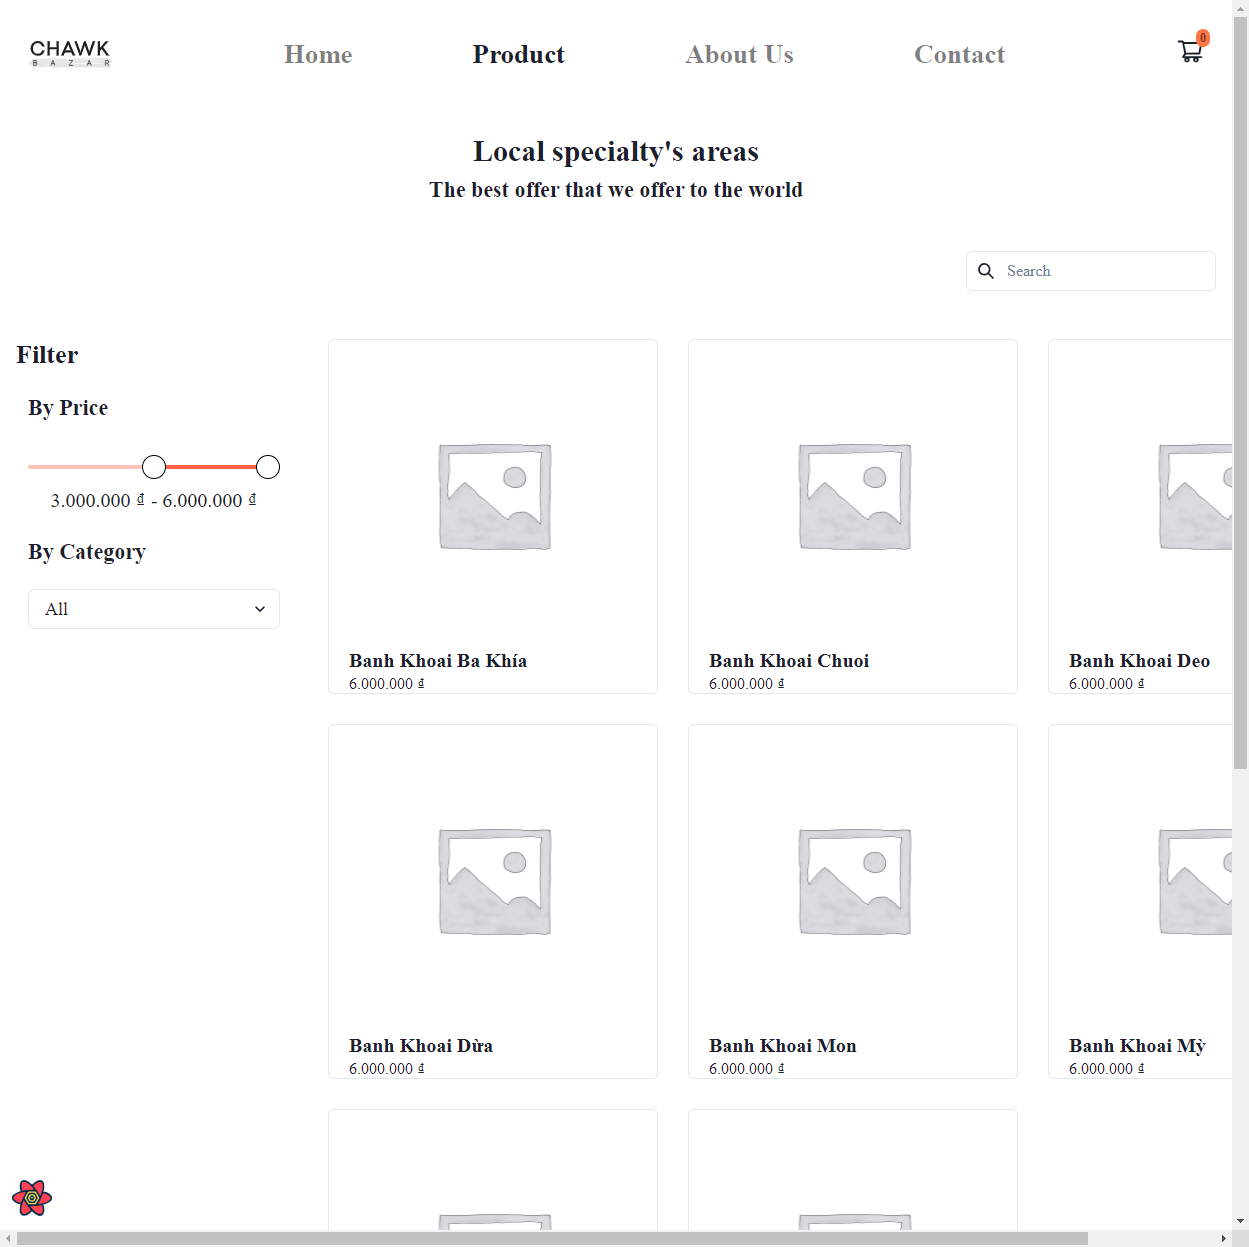 CHAWK
BAZAR
Home Product About Us Contact
0
Local specialty's areas
The best offer that we offer to the world
Search
Filter
By Price
3.000.000 ₫ - 6.000.000 ₫
By Category
All
Banh Khoai Ba Khía
6.000.000 ₫
Banh Khoai Chuoi
6.000.000 ₫
Banh Khoai Deo
6.000.000 ₫
Banh Khoai Dừa
6.000.000 ₫
Banh Khoai Mon
6.000.000 ₫
Banh Khoai Mỳ
6.000.000 ₫